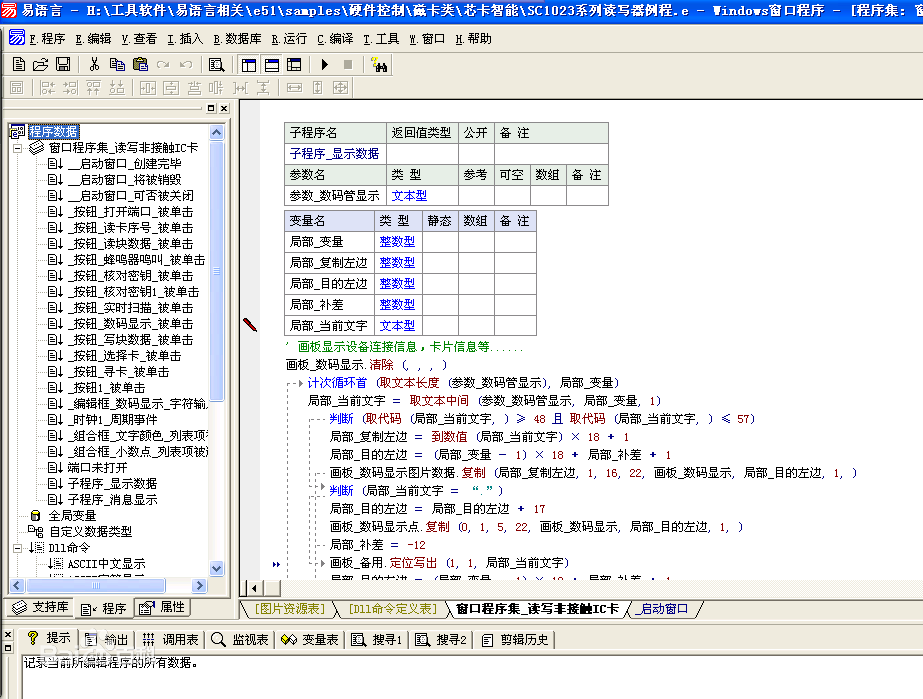 易语言 - H:\工具软件\易语言相关\e51\samples\硬件控制\磁卡类\芯卡智能\SC1023系列读写器例程.e - Windows窗口程序 - [程序集:
F.程序 E.编辑 V.查看 I.插入 B.数据库 R.运行 C.编译 T.工具 W.窗口 H.帮助
程序数据
窗口程序集_读写非接触IC卡
__启动窗口_创建完毕
__启动窗口_将被销毁
__启动窗口_可否被关闭
_按钮_打开端口_被单击
_按钮_读卡序号_被单击
_按钮_读块数据_被单击
_按钮_蜂鸣器鸣叫_被单击
_按钮_核对密钥_被单击
_按钮_核对密钥1_被单击
_按钮_实时扫描_被单击
_按钮_数码显示_被单击
_按钮_写块数据_被单击
_按钮_选择卡_被单击
_按钮_寻卡_被单击
_按钮1_被单击
_编辑框_数码显示_字符输
_时钟1_周期事件
_组合框_文字颜色_列表项
_组合框_小数点_列表项被
端口未打开
子程序_显示数据
子程序_消息显示
全局变量
自定义数据类型
Dll命令
ASCII中文显示
支持库 程序 属性
子程序名 返回值类型 公开 备 注
子程序_显示数据
参数名 类 型 参考 可空 数组 备 注
参数_数码管显示 文本型
变量名 类 型 静态 数组 备 注
局部_变量 整数型
局部_复制左边 整数型
局部_目的左边 整数型
局部_补差 整数型
局部_当前文字 文本型
' 画板显示设备连接信息,卡片信息等......
画板_数码显示.清除 (, , , )
计次循环首 (取文本长度 (参数_数码管显示), 局部_变量)
局部_当前文字 = 取文本中间 (参数_数码管显示, 局部_变量, 1)
判断 (取代码 (局部_当前文字, ) ≥ 48 且 取代码 (局部_当前文字, ) ≤ 57)
局部_复制左边 = 到数值 (局部_当前文字) × 18 + 1
局部_目的左边 = (局部_变量 - 1) × 18 + 局部_补差 + 1
画板_数码显示图片数据.复制 (局部_复制左边, 1, 16, 22, 画板_数码显示, 局部_目的左边, 1, )
判断 (局部_当前文字 = “.”)
局部_目的左边 = 局部_目的左边 + 17
画板_数码显示点.复制 (0, 1, 5, 22, 画板_数码显示, 局部_目的左边, 1, )
局部_补差 = -12
画板_备用.定位写出 (1, 1, 局部_当前文字)
局部_目的左边 = (局部_变量 - 1) × 18 + 局部_补差 + 1
[图片资源表] [Dll命令定义表] 窗口程序集_读写非接触IC卡 _启动窗口
提示 输出 调用表 监视表 变量表 搜寻1 搜寻2 剪辑历史
记录当前所编辑程序的所有数据。